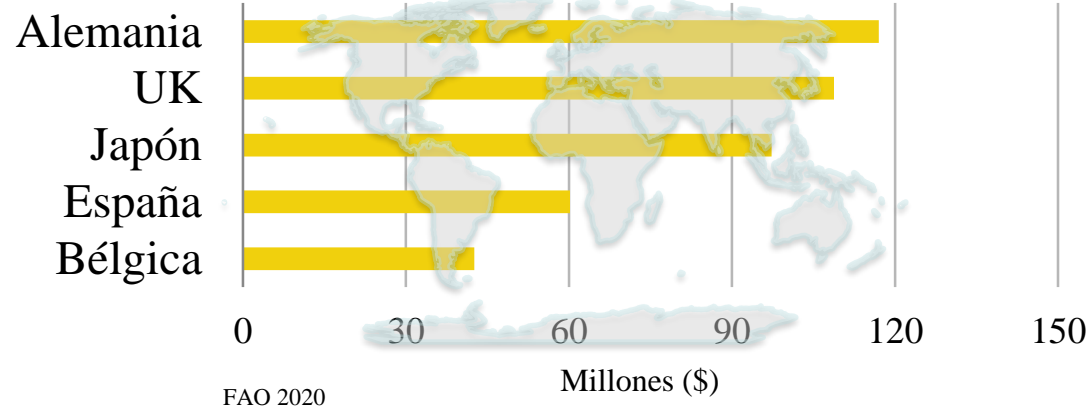 Alemania
UK
Japón
España
Bélgica
0 30 60 90 120 150
Millones ($)
FAO 2020